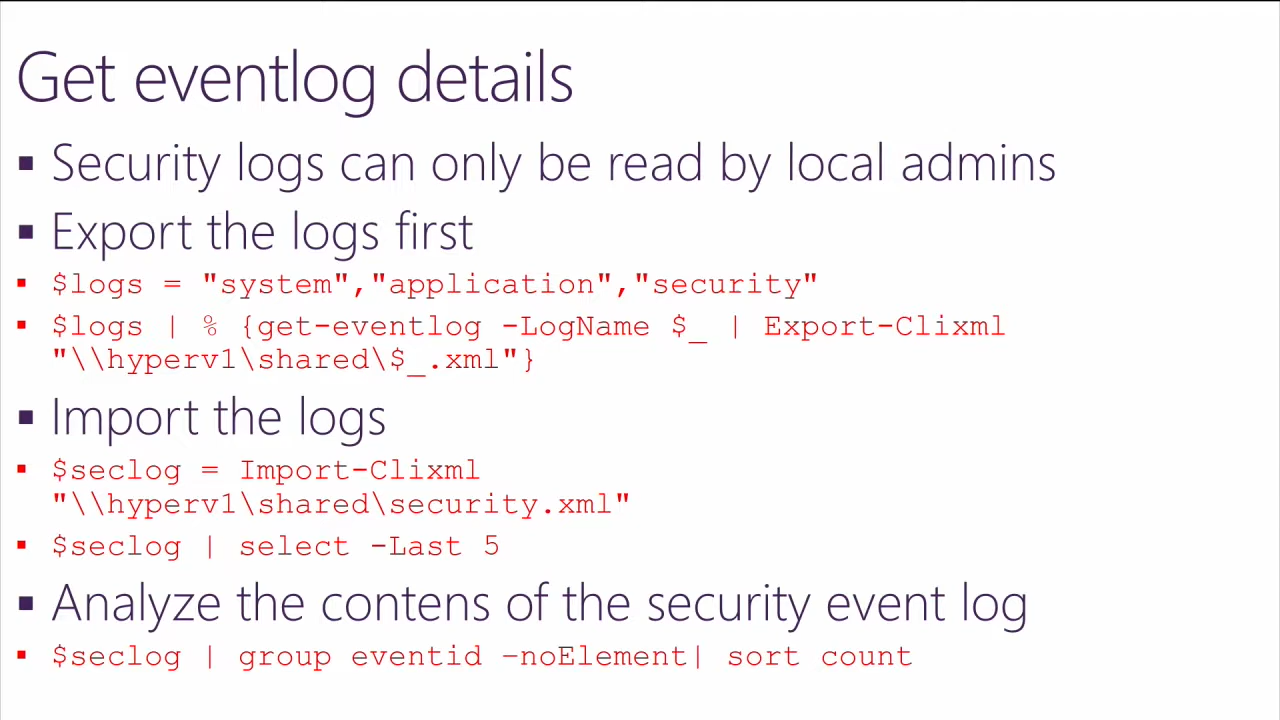 Get eventlog details
▪ Security logs can only be read by local admins
▪ Export the logs first
▪ $logs = "system","application","security"
▪ $logs | % {get-eventlog -LogName $_ | Export-Clixml
"\\hyperv1\shared\$_.xml"}
▪ Import the logs
▪ $seclog = Import-Clixml
"\\hyperv1\shared\security.xml"
▪ $seclog | select -Last 5
▪ Analyze the contens of the security event log
▪ $seclog | group eventid –noElement| sort count